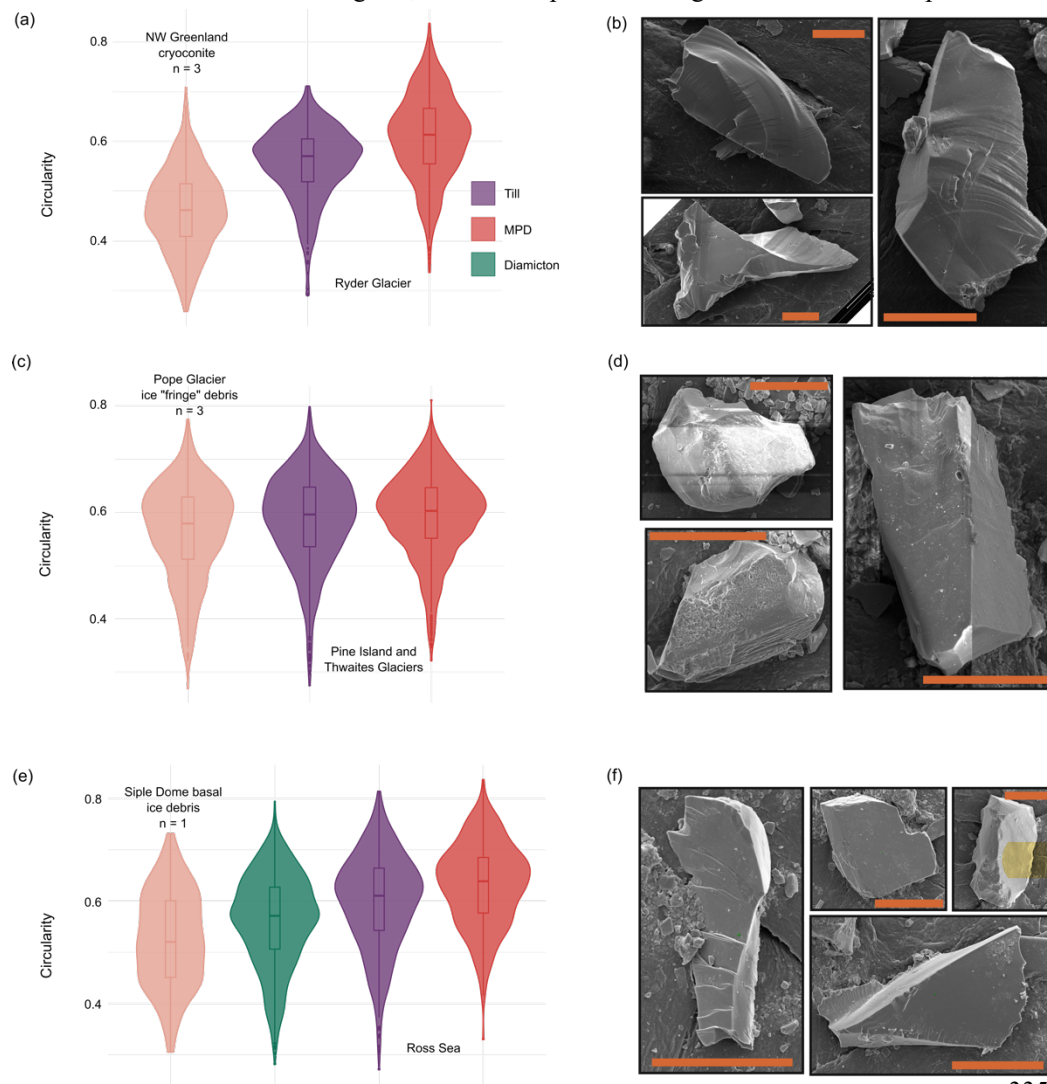 (a)
0.8
0.6
0.4
Circularity
NW Greenland
cryoconite
n = 3
Till
MPD
Diamicton
Ryder Glacier
(b)
(c)
0.8
0.6
0.4
Circularity
Pope Glacier
ice "fringe" debris
n = 3
Pine Island and
Thwaites Glaciers
(d)
(e)
0.8
0.6
0.4
Circularity
Siple Dome basal
ice debris
n = 1
Ross Sea
(f)